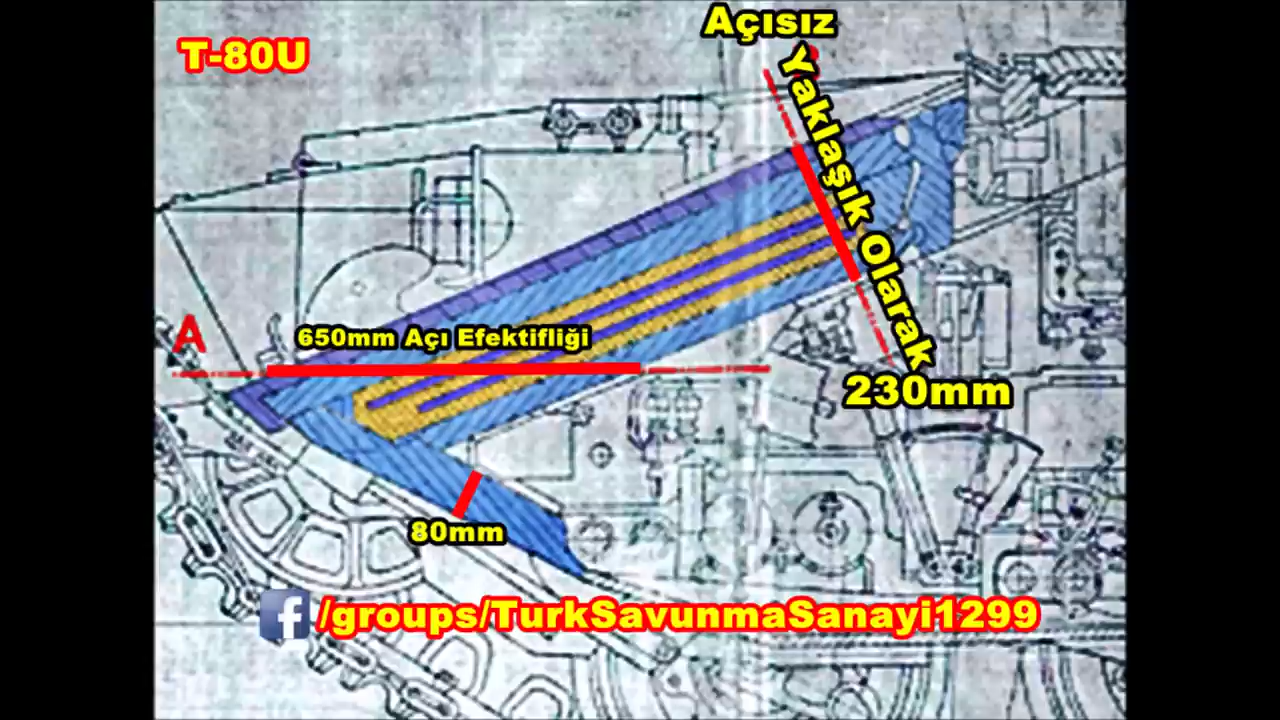 T-80U
Açısız
Yaklaşık Olarak
230mm
A
650mm Açı Efektifliği
80mm
f /groups/TurkSavunmaSanayi1299